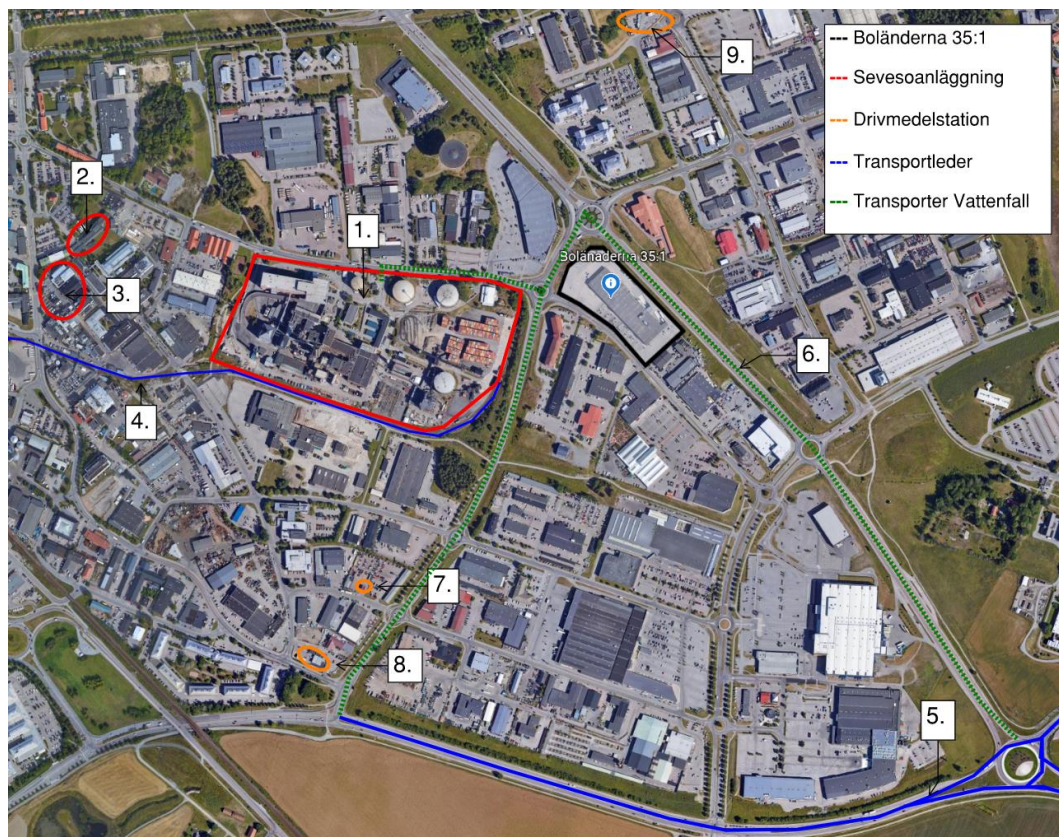 Boländerna 35:1
Sevesoanläggning
Drivmedelstation
Transportleder
Transporter Vattenfall
9.
2.
1.
3.
Bolänaderna 35:1
6.
4.
7.
8.
5.